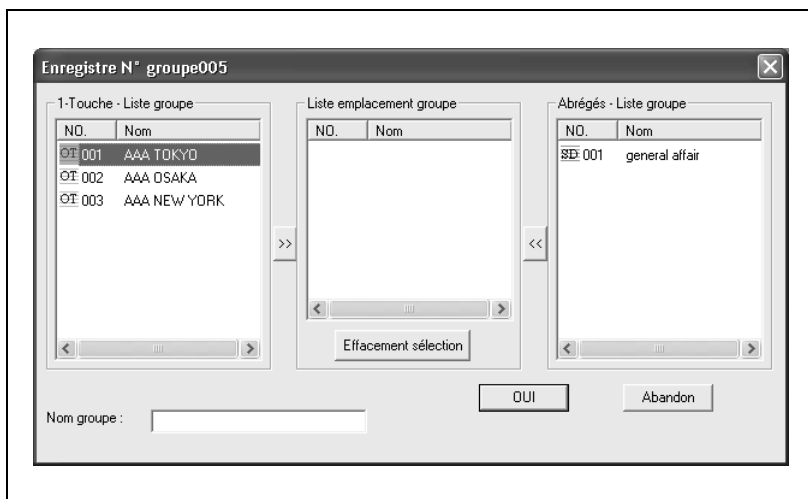 Enregistre N° groupe005
1-Touche - Liste groupe
NO. Nom
OT 001 AAA TOKYO
OT 002 AAA OSAKA
OT 003 AAA NEW YORK
>>
Liste emplacement groupe
NO. Nom
Effacement sélection
<<
Abrégés - Liste groupe
NO. Nom
SD 001 general affair
OUI
Abandon
Nom groupe :